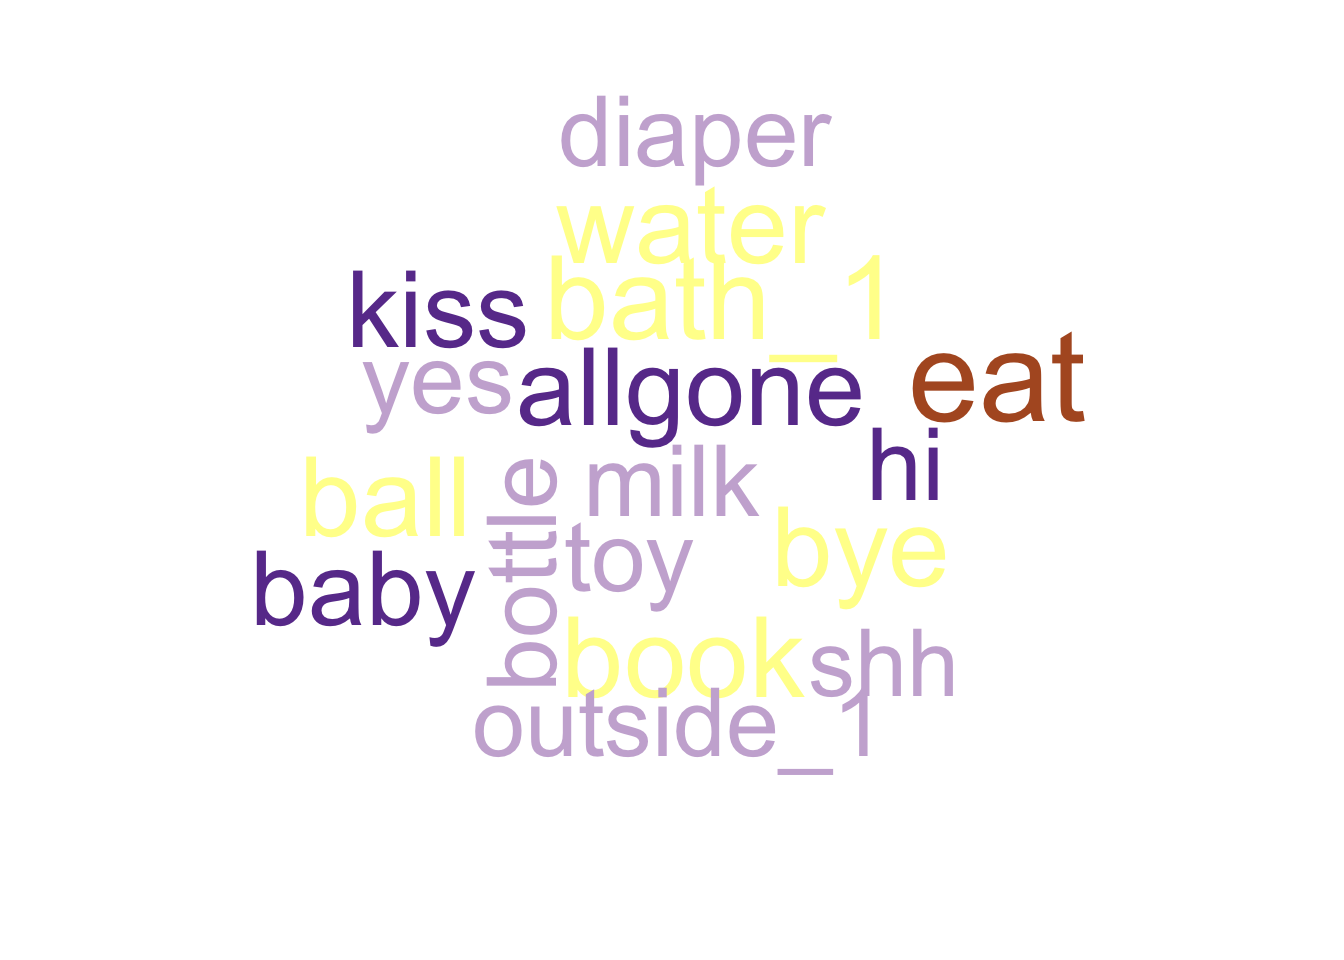 diaper
water
bath_1
kiss
yes
allgone
eat
hi
ball
milk
bottle
toy
bye
baby
book
shh
outside_1